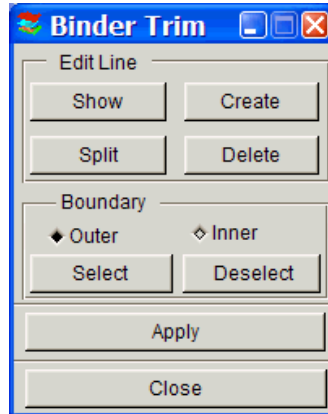 Binder Trim
Edit Line
Show Create
Split Delete
Boundary
Outer Inner
Select Deselect
Apply
Close